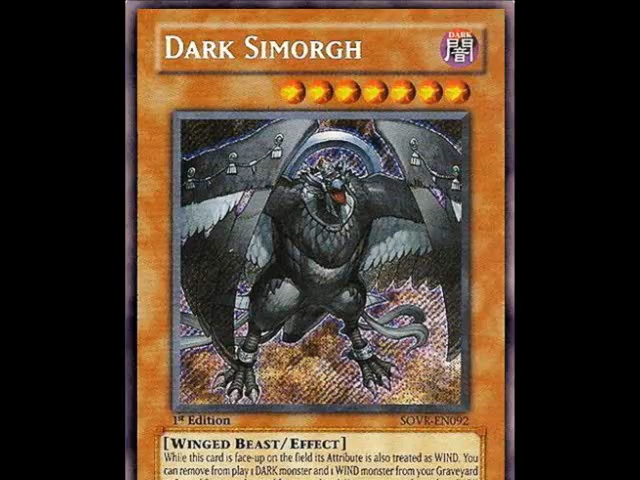 DARK SIMORGH
DARK
闇
1st Edition
SOVR-EN092
[WINGED BEAST/EFFECT]
While this card is face-up on the field its Attribute is also treated as WIND. You
can remove from play 1 DARK monster and 1 WIND monster from your Graveyard